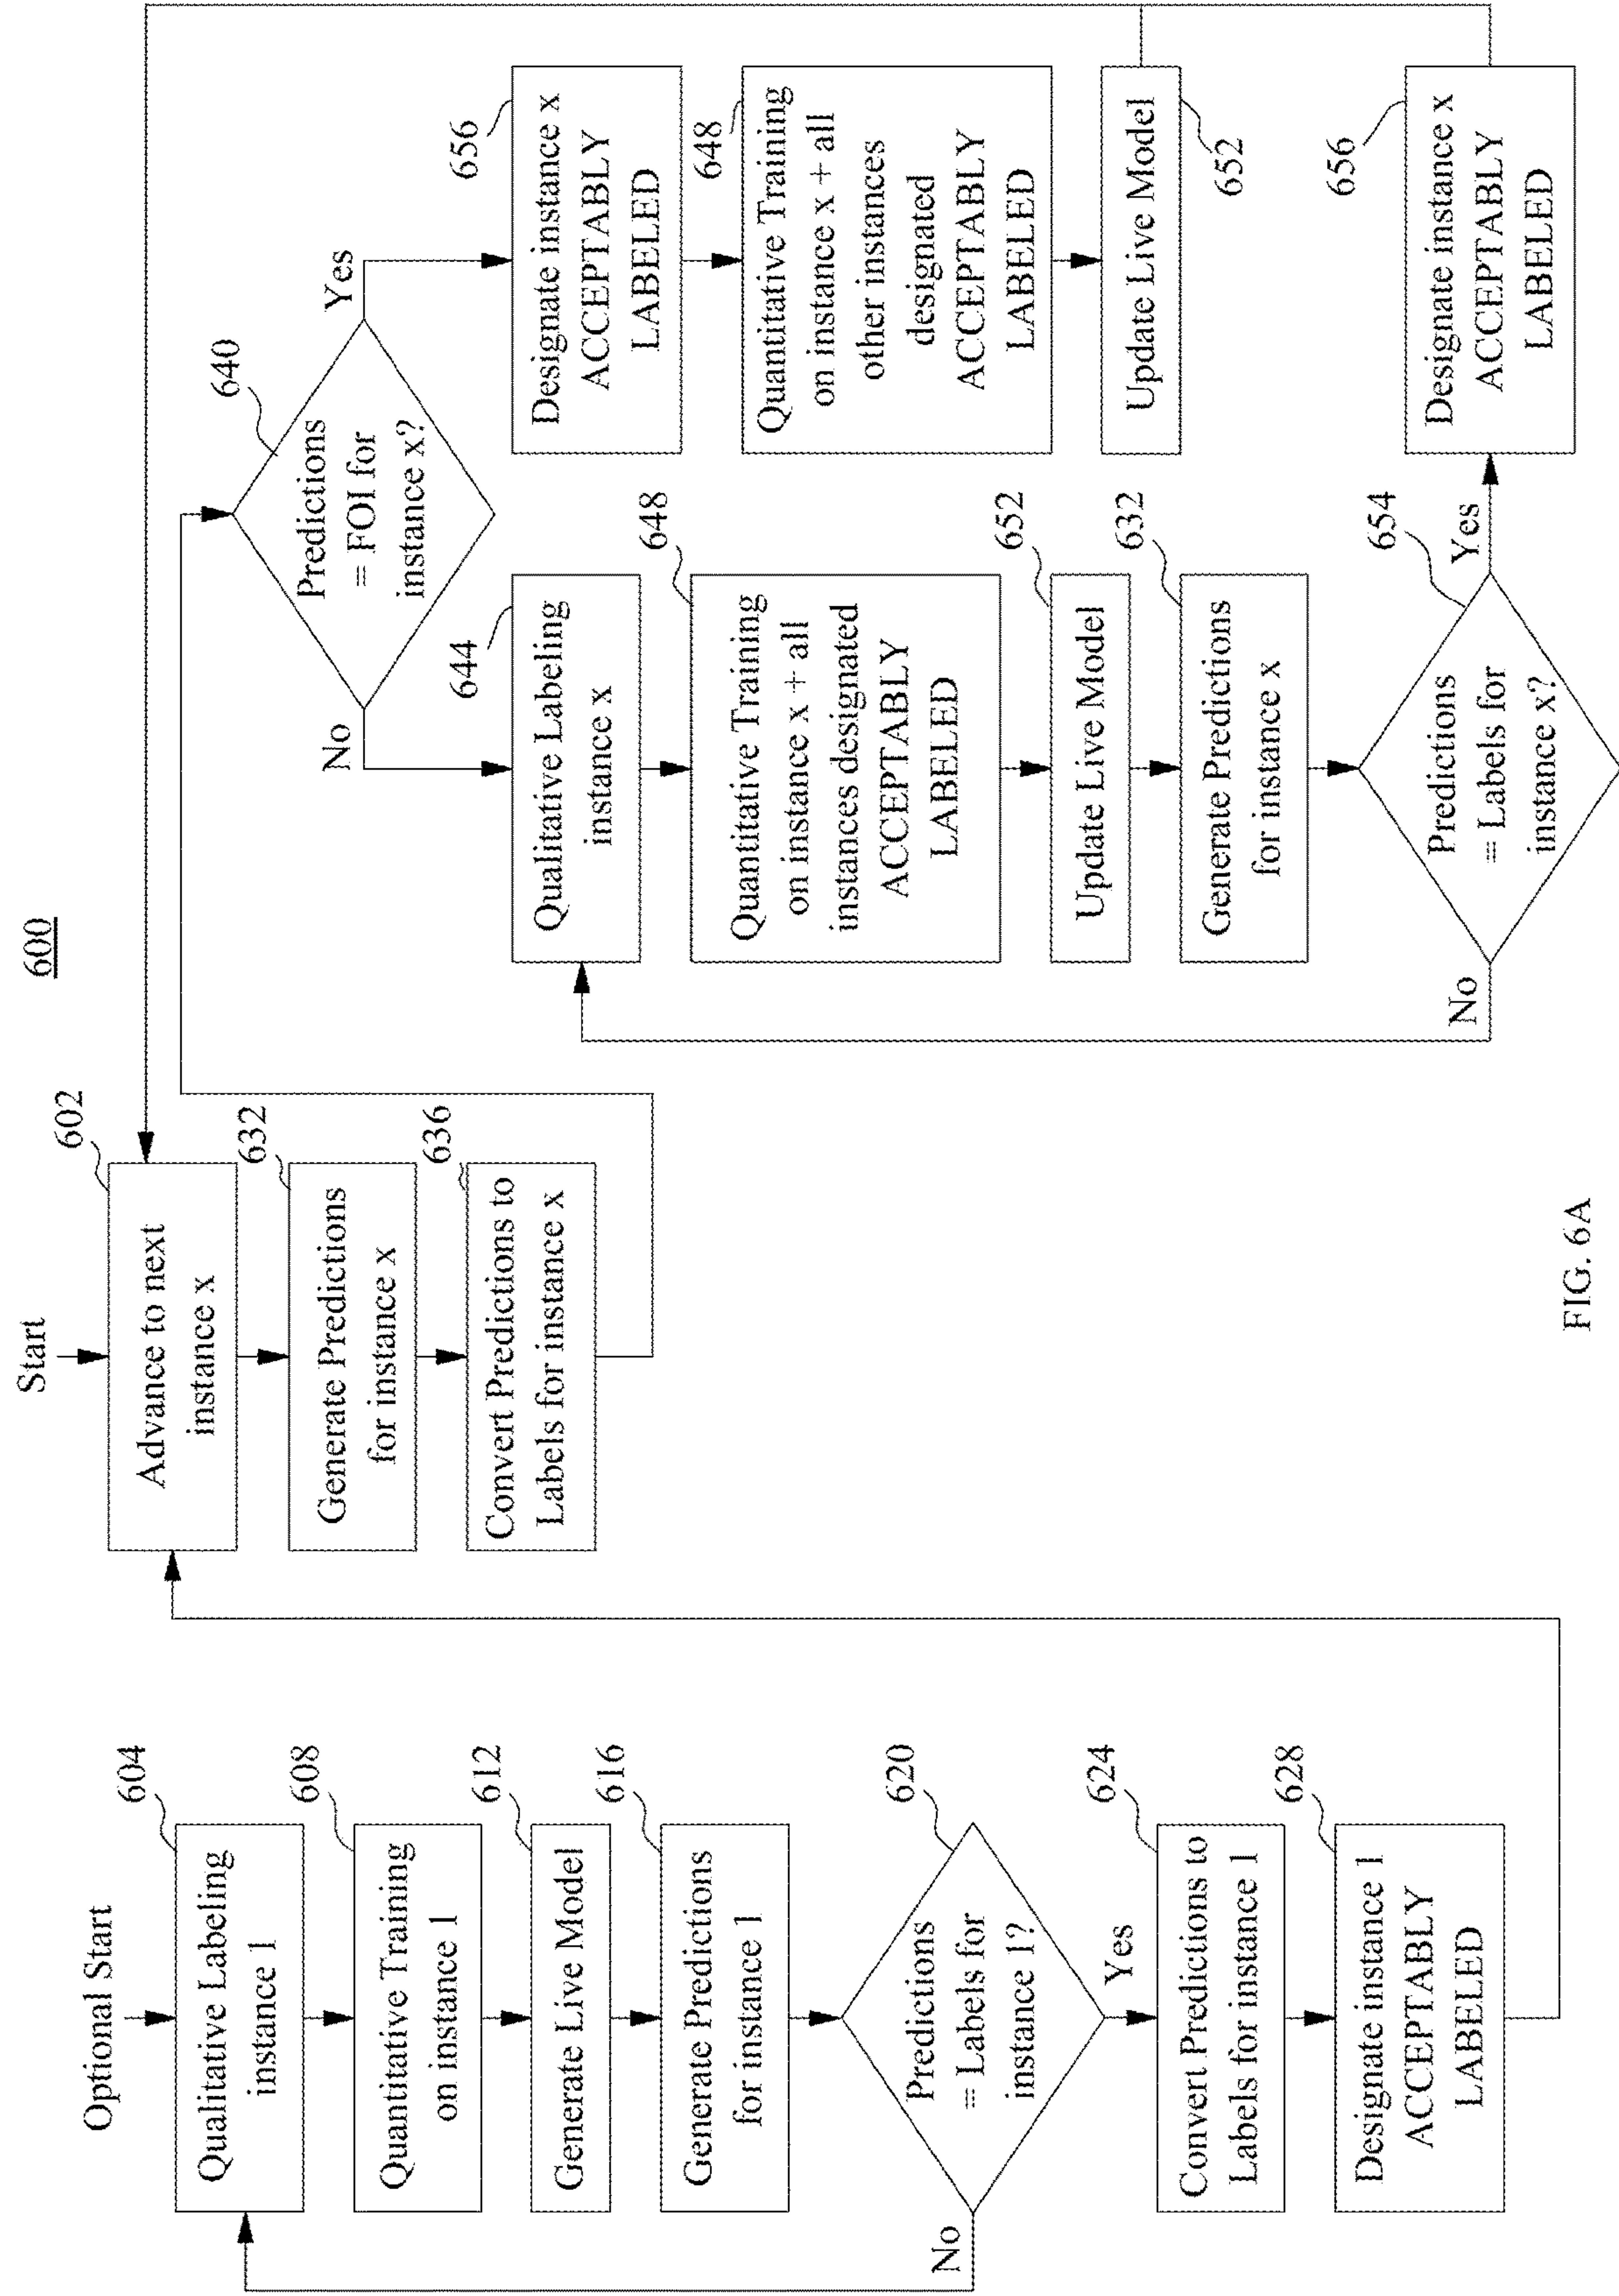 600
Optional Start
604
Qualitative Labeling
instance 1
608
Quantitative Training
on instance 1
612
Generate Live Model
616
Generate Predictions
for instance 1
620
Predictions
= Labels for
instance 1?
No
Yes
624
Convert Predictions to
Labels for instance 1
628
Designate instance 1
ACCEPTABLY
LABELED
Start
602
Advance to next
instance x
632
Generate Predictions
for instance x
636
Convert Predictions to
Labels for instance x
640
Predictions
= FOI for
instance x?
No
Yes
644
Qualitative Labeling
instance x
648
Quantitative Training
on instance x + all
instances designated
ACCEPTABLY
LABELED
652
Update Live Model
632
Generate Predictions
for instance x
654
Predictions
= Labels for
instance x?
No
Yes
656
Designate instance x
ACCEPTABLY
LABELED
648
Quantitative Training
on instance x + all
other instances
designated
ACCEPTABLY
LABELED
Update Live Model
652
656
Designate instance x
ACCEPTABLY
LABELED
FIG. 6A